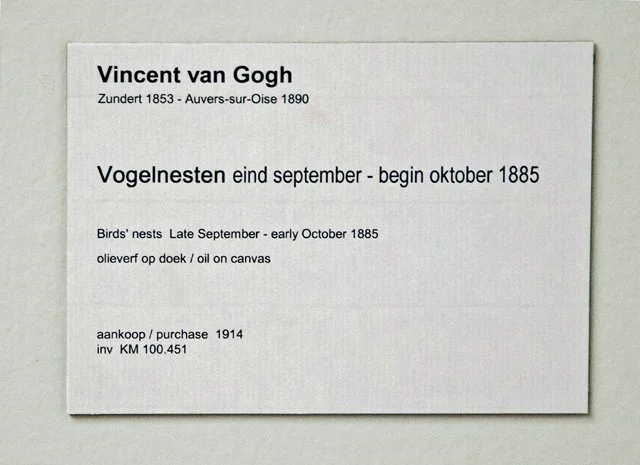 Vincent van Gogh
Zundert 1853 - Auvers-sur-Oise 1890
Vogelnesten eind september - begin oktober 1885
Birds' nests Late September - early October 1885
olieverf op doek / oil on canvas
aankoop / purchase 1914
inv KM 100.451